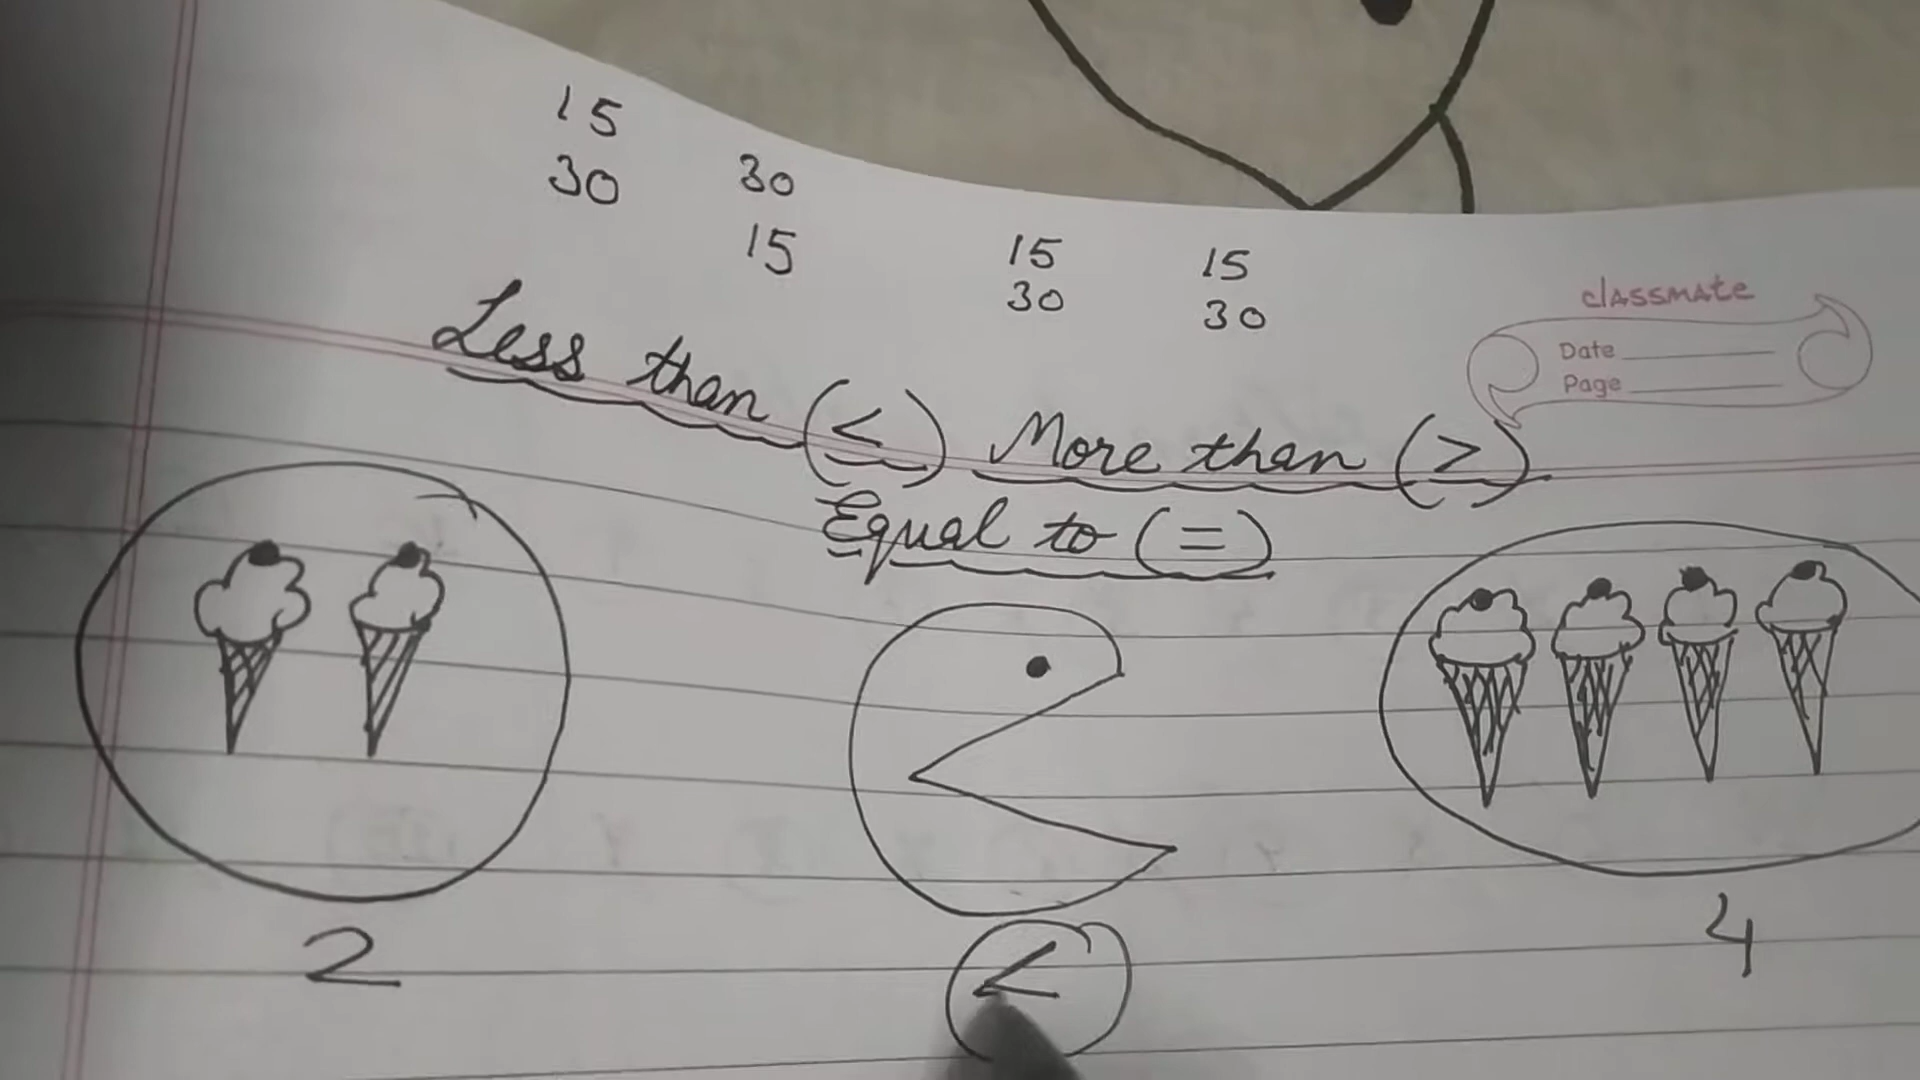 15
30
30
15
15
30
15
30
classmate
Date
Page
Less than (<) More than (>)
Equal to (=)
2 < 4